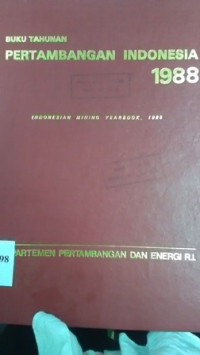 BUKU TAHUNAN
PERTAMBANGAN INDONESIA
1988
INDONESIAN MINING YEARBOOK, 1988
98
PARTEMEN PERTAMBANGAN DAN ENERGI R.I.